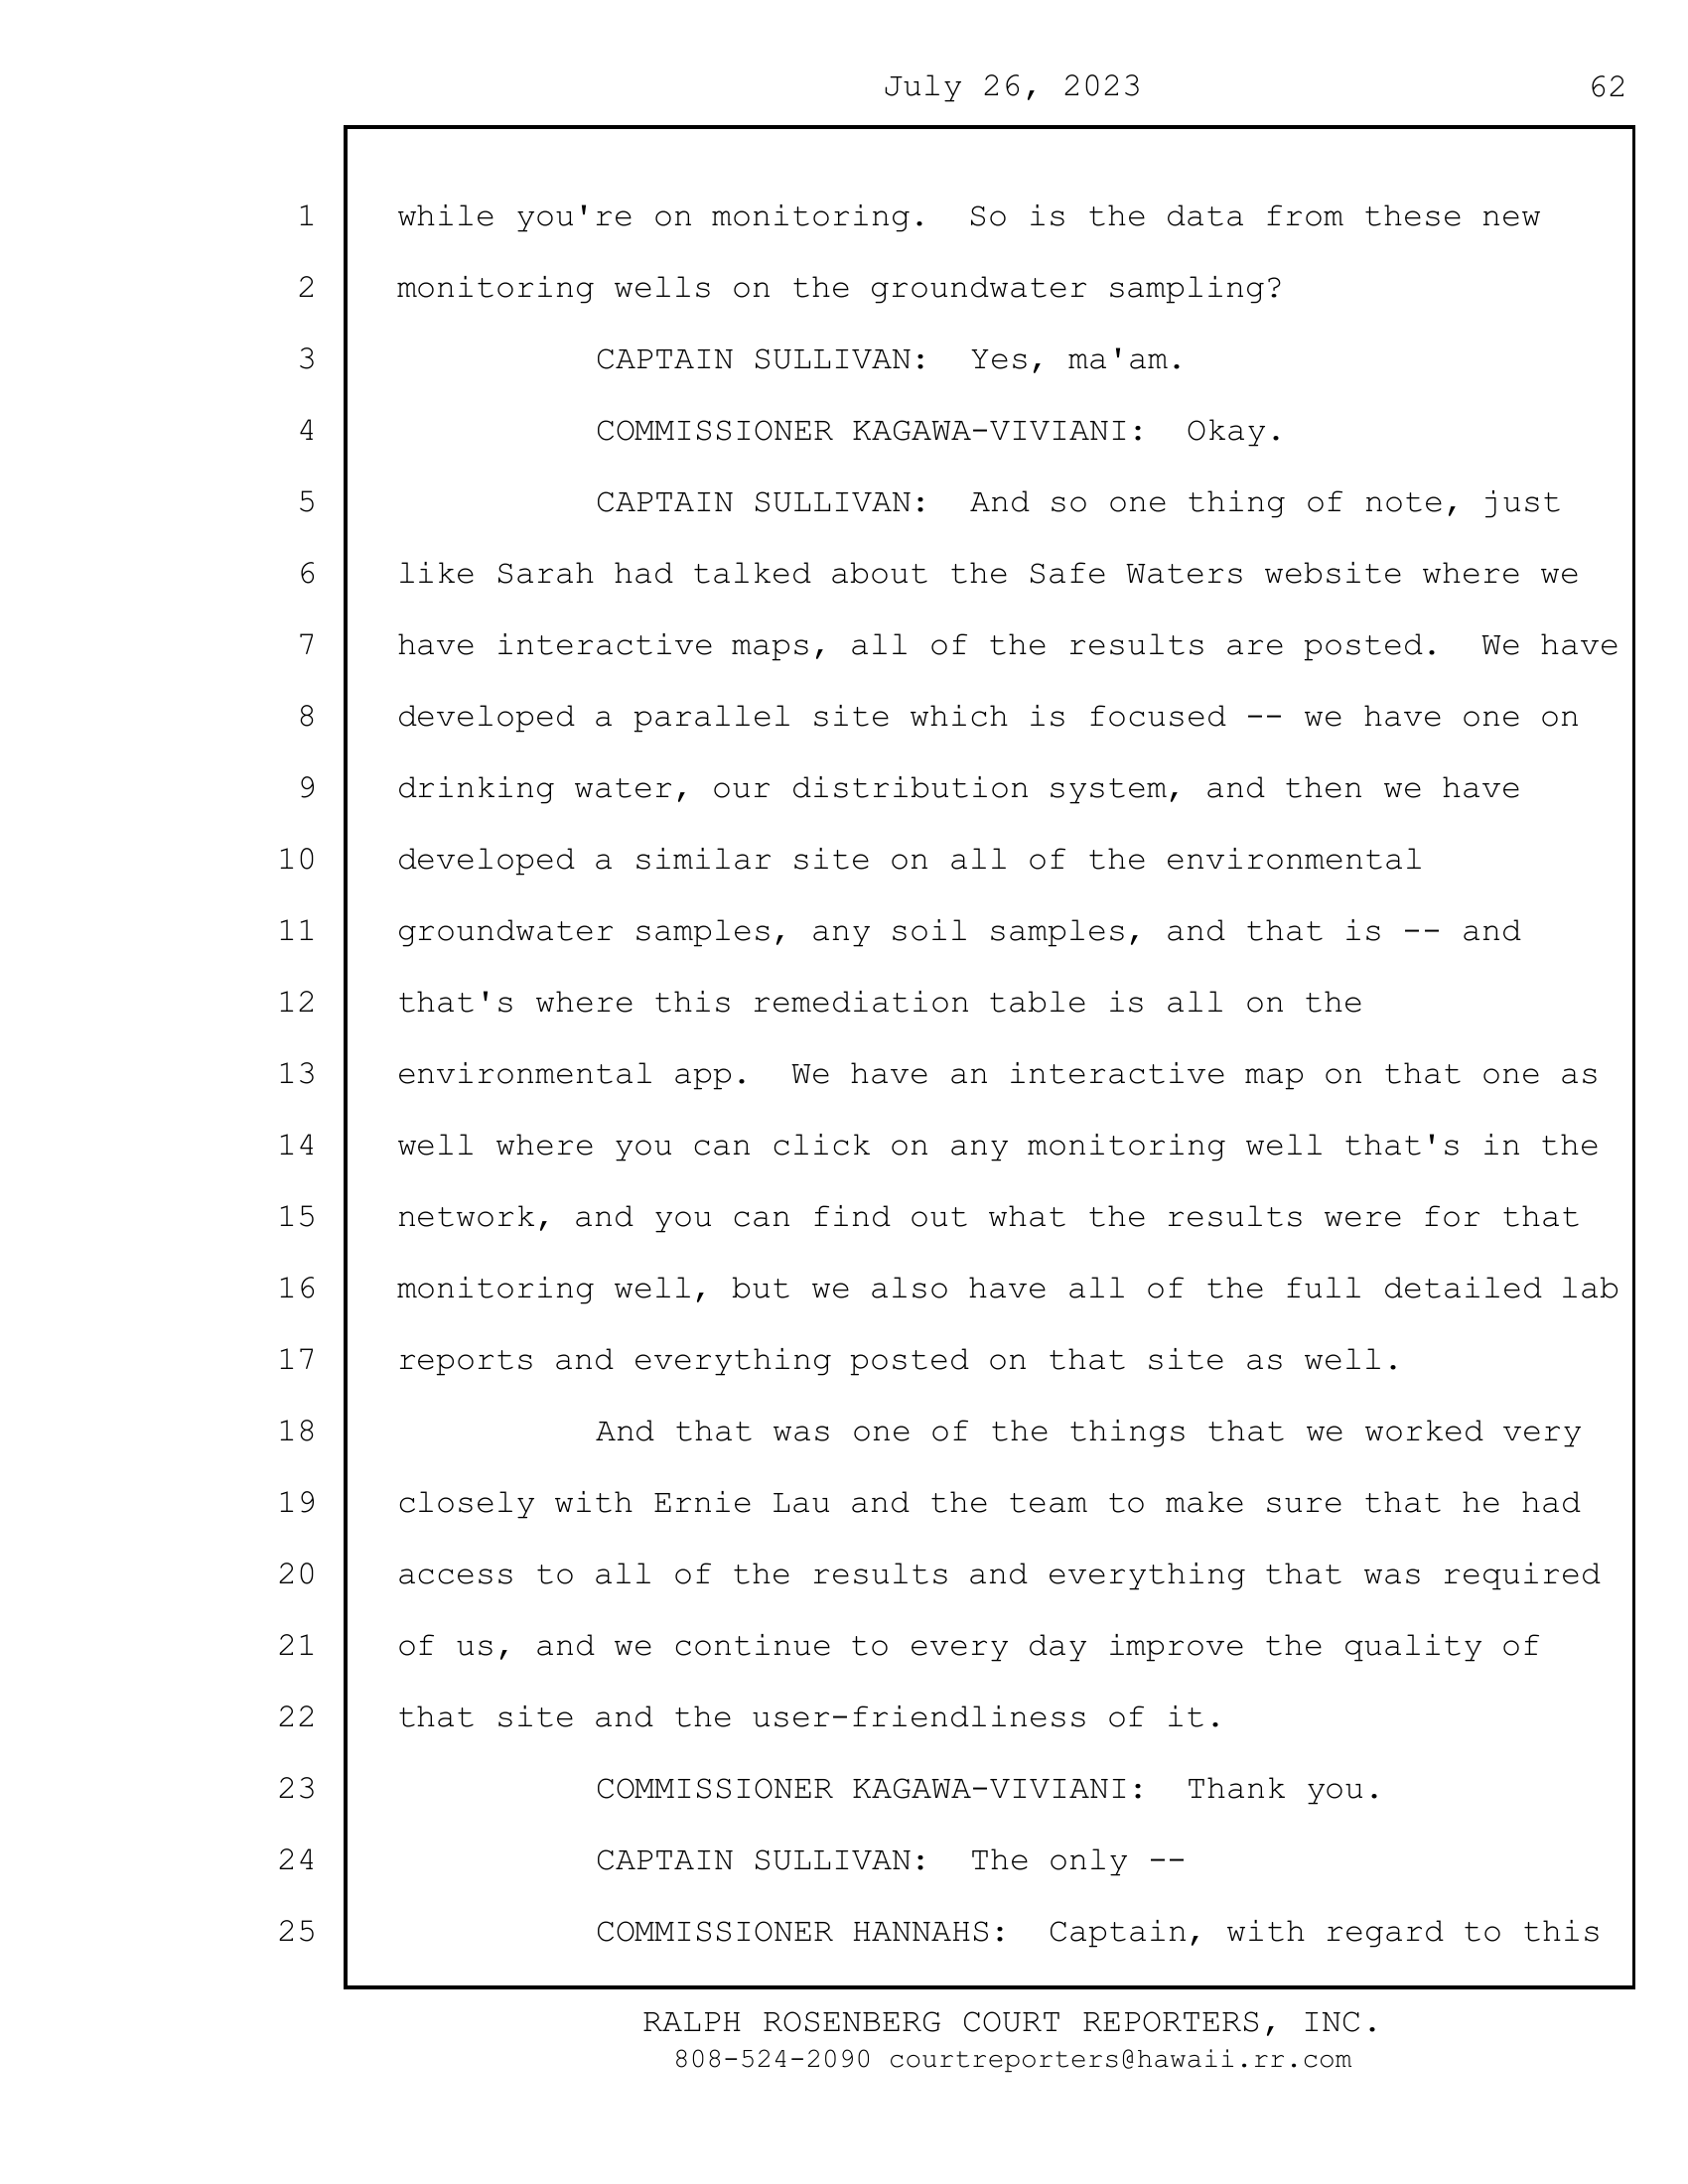 July 26, 2023 62
1 while you're on monitoring.  So is the data from these new
2 monitoring wells on the groundwater sampling?
3 CAPTAIN SULLIVAN:  Yes, ma'am.
4 COMMISSIONER KAGAWA-VIVIANI:  Okay.
5 CAPTAIN SULLIVAN:  And so one thing of note, just
6 like Sarah had talked about the Safe Waters website where we
7 have interactive maps, all of the results are posted.  We have
8 developed a parallel site which is focused -- we have one on
9 drinking water, our distribution system, and then we have
10 developed a similar site on all of the environmental
11 groundwater samples, any soil samples, and that is -- and
12 that's where this remediation table is all on the
13 environmental app.  We have an interactive map on that one as
14 well where you can click on any monitoring well that's in the
15 network, and you can find out what the results were for that
16 monitoring well, but we also have all of the full detailed lab
17 reports and everything posted on that site as well.
18 And that was one of the things that we worked very
19 closely with Ernie Lau and the team to make sure that he had
20 access to all of the results and everything that was required
21 of us, and we continue to every day improve the quality of
22 that site and the user-friendliness of it.
23 COMMISSIONER KAGAWA-VIVIANI:  Thank you.
24 CAPTAIN SULLIVAN:  The only --
25 COMMISSIONER HANNAHS:  Captain, with regard to this
RALPH ROSENBERG COURT REPORTERS, INC.
808-524-2090 courtreporters@hawaii.rr.com